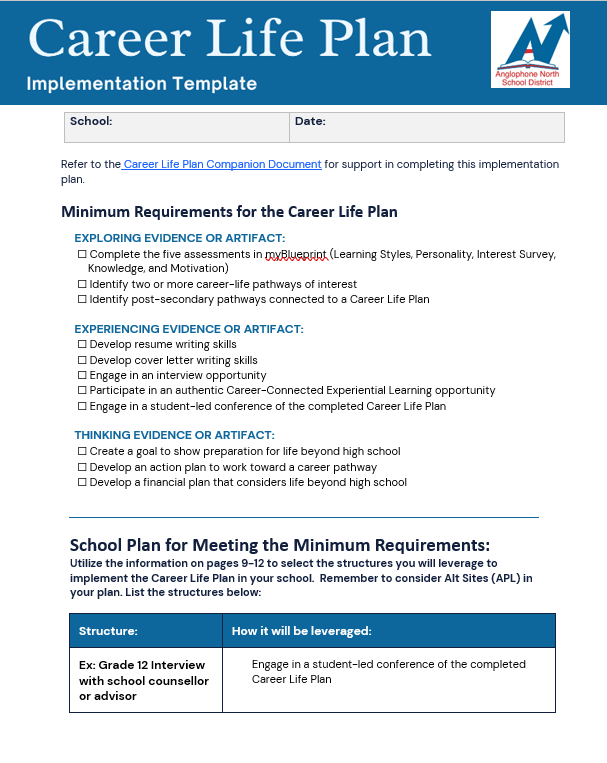 Career Life Plan
Implementation Template
Anglophone North
School District
School:
Date:
Refer to the Career Life Plan Companion Document for support in completing this implementation
plan.
Minimum Requirements for the Career Life Plan
EXPLORING EVIDENCE OR ARTIFACT:
☐ Complete the five assessments in myBlueprint (Learning Styles, Personality, Interest Survey,
Knowledge, and Motivation)
☐ Identify two or more career-life pathways of interest
☐ Identify post-secondary pathways connected to a Career Life Plan
EXPERIENCING EVIDENCE OR ARTIFACT:
☐ Develop resume writing skills
☐ Develop cover letter writing skills
☐ Engage in an interview opportunity
☐ Participate in an authentic Career-Connected Experiential Learning opportunity
☐ Engage in a student-led conference of the completed Career Life Plan
THINKING EVIDENCE OR ARTIFACT:
☐ Create a goal to show preparation for life beyond high school
☐ Develop an action plan to work toward a career pathway
☐ Develop a financial plan that considers life beyond high school
School Plan for Meeting the Minimum Requirements:
Utilize the information on pages 9-12 to select the structures you will leverage to
implement the Career Life Plan in your school.  Remember to consider Alt Sites (APL) in
your plan. List the structures below:
Structure:
How it will be leveraged:
Ex: Grade 12 Interview
with school counsellor
or advisor
Engage in a student-led conference of the completed
Career Life Plan